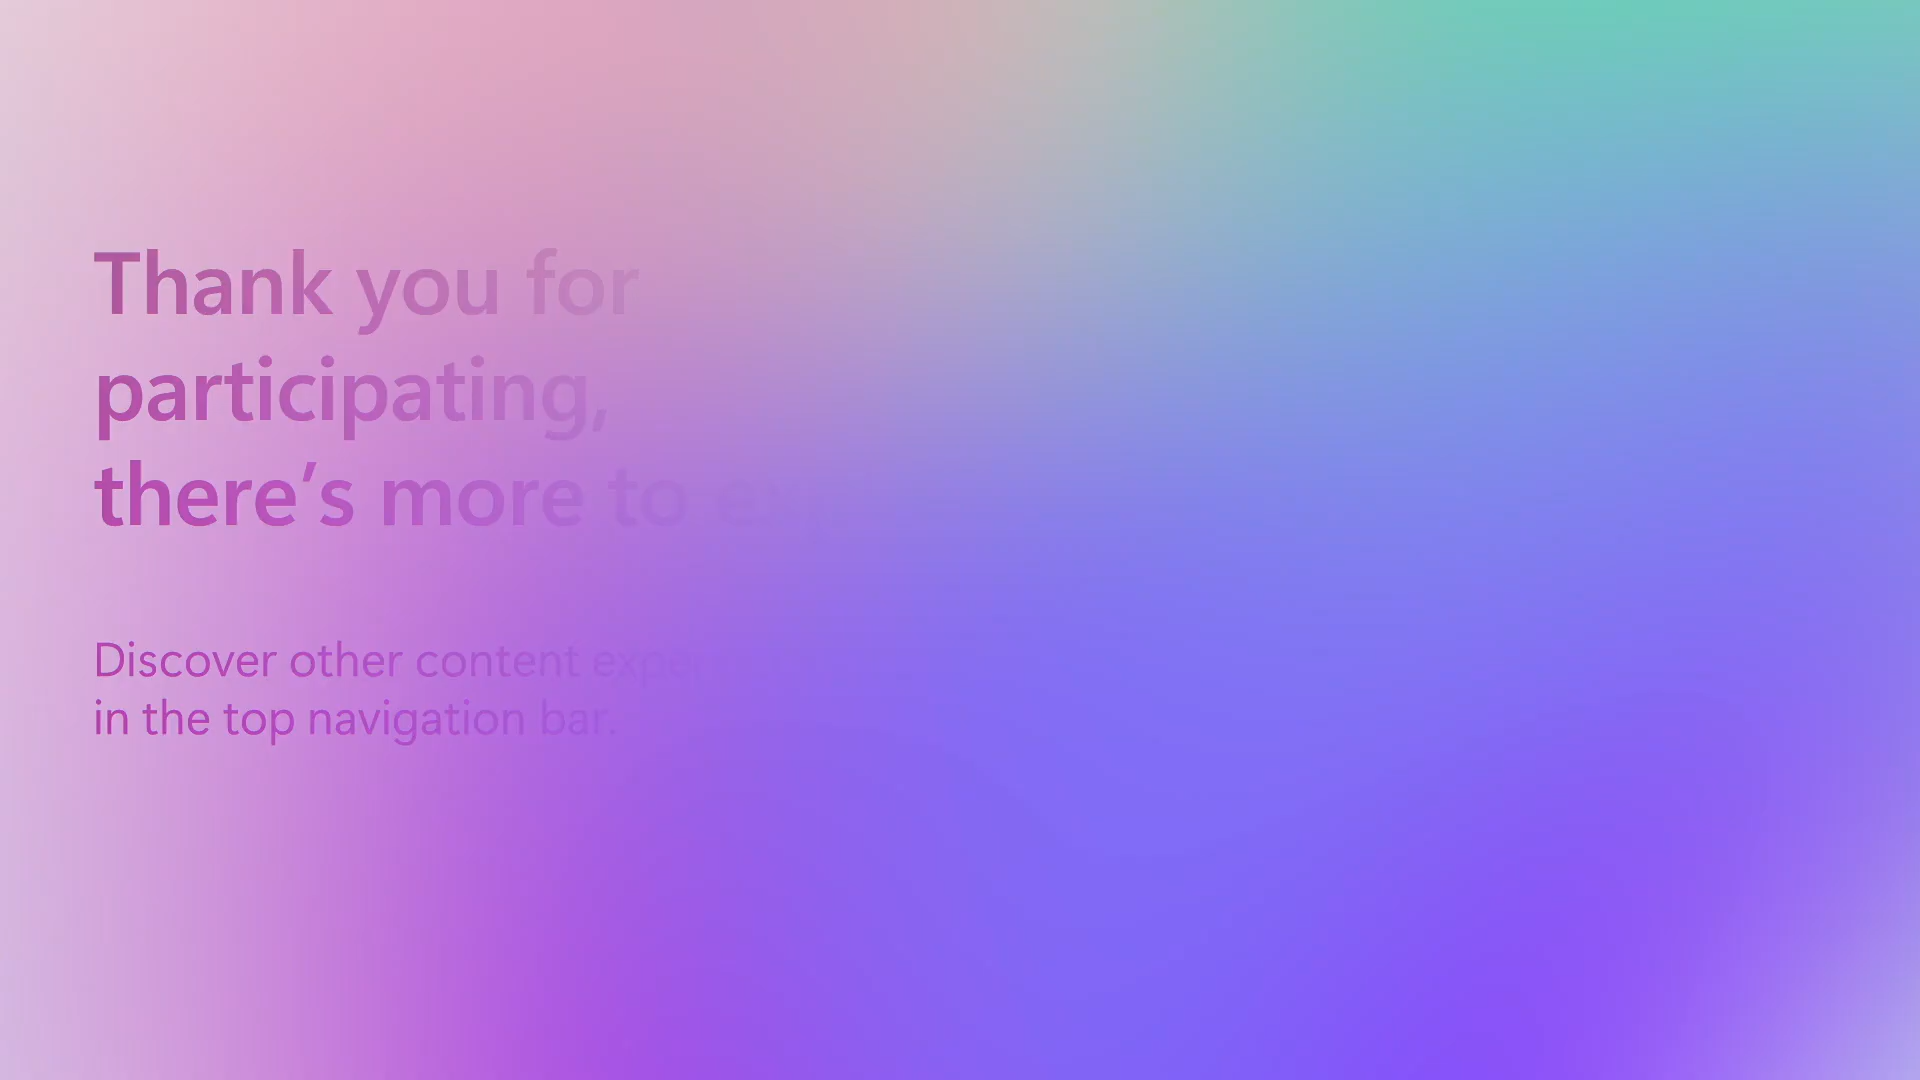 Thank you for
participating,
there’s more to
Discover other content
in the top navigation bar.